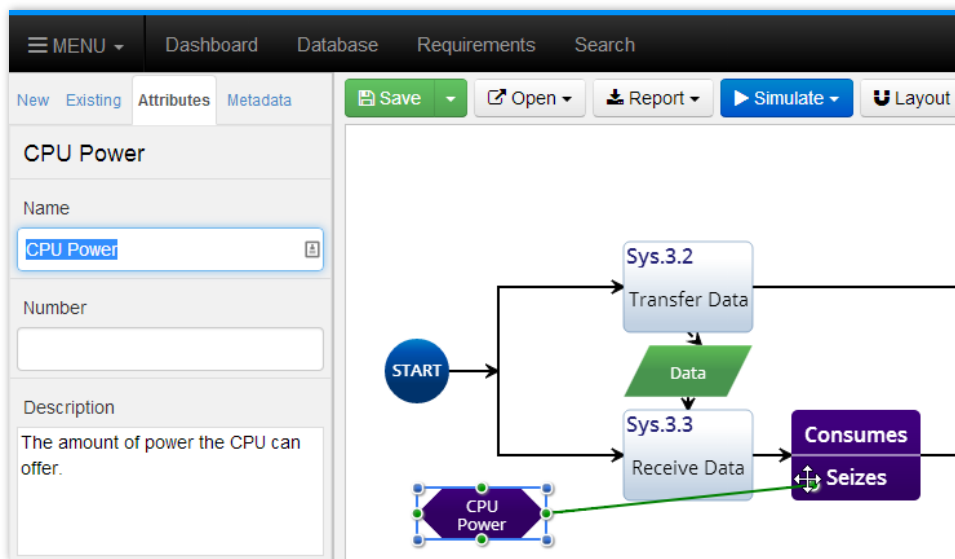 MENU Dashboard Database Requirements Search
New Existing Attributes Metadata
Save Open Report Simulate Layout
CPU Power
Name
CPU Power
Number
Description
The amount of power the CPU can
offer.
START
Sys.3.2
Transfer Data
Data
Sys.3.3
Receive Data
Consumes
Seizes
CPU
Power